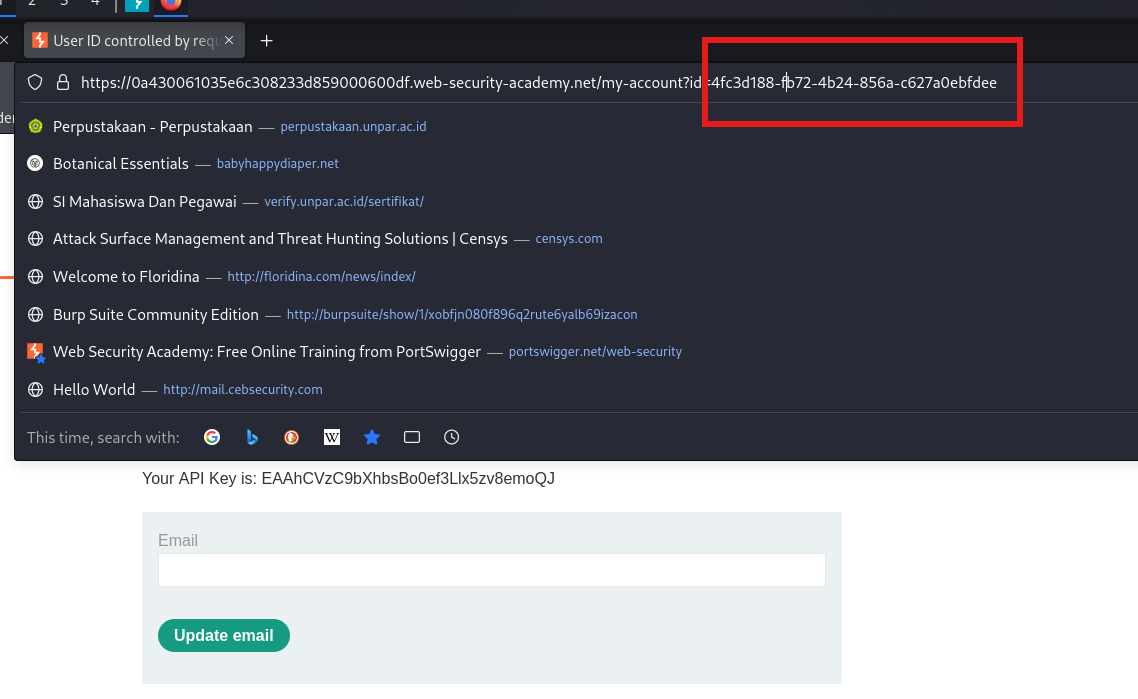 2 3 4
User ID controlled by requ
https://0a430061035e6c308233d859000600df.web-security-academy.net/my-account?id=4fc3d188-fb72-4b24-856a-c627a0ebfdee
Perpustakaan - Perpustakaan — perpustakaan.unpar.ac.id
Botanical Essentials — babyhappydiaper.net
SI Mahasiswa Dan Pegawai — verify.unpar.ac.id/sertifikat/
Attack Surface Management and Threat Hunting Solutions | Censys — censys.com
Welcome to Floridina — http://floridina.com/news/index/
Burp Suite Community Edition — http://burpsuite/show/1/xobfjn080f896q2rute6yalb69izacon
Web Security Academy: Free Online Training from PortSwigger — portswigger.net/web-security
Hello World — http://mail.cebsecurity.com
This time, search with: W
Your API Key is: EAAhCVzC9bXhbsBo0ef3Llx5zv8emoQJ
Email
Update email